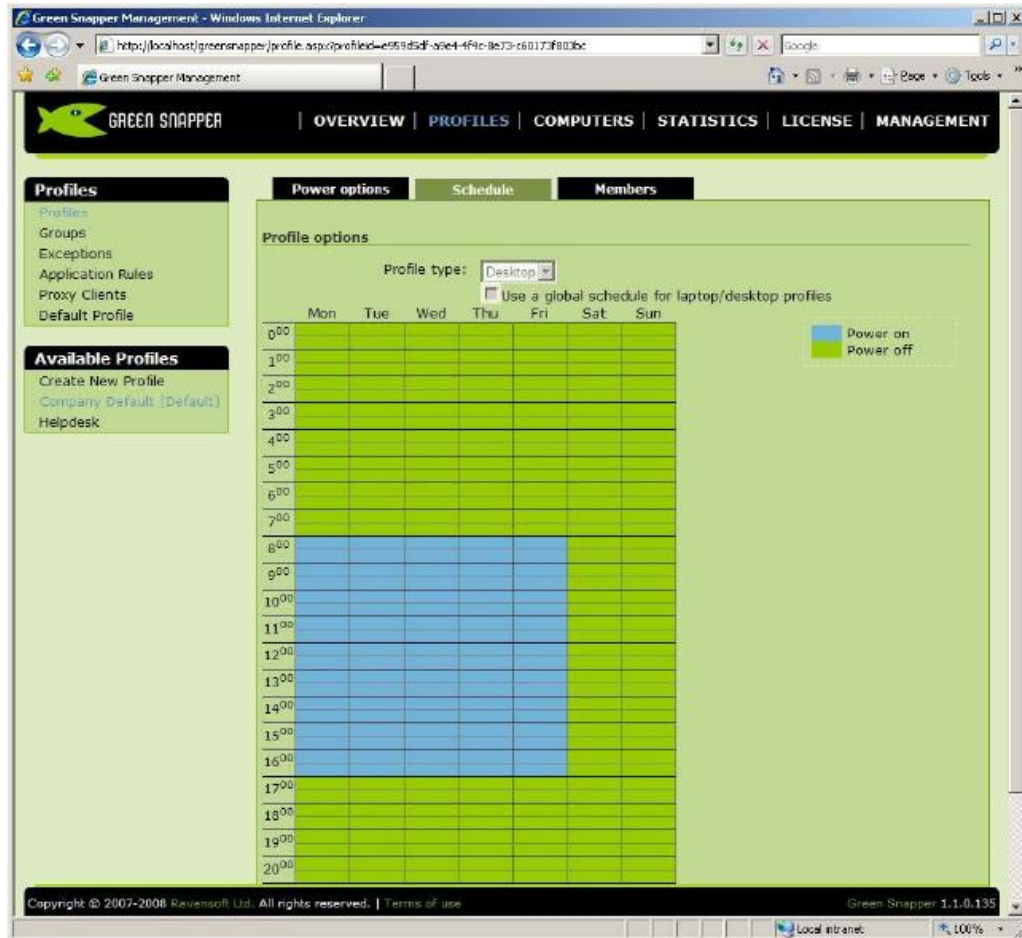 Green Snapper Management - Windows Internet Explorer
Google
Green Snapper Management
Page
Tools
GREEN SNAPPER
| OVERVIEW | PROFILES | COMPUTERS | STATISTICS | LICENSE | MANAGEMENT
Profiles
Profiles
Groups
Exceptions
Application Rules
Proxy Clients
Default Profile
Available Profiles
Create New Profile
Company Default (Default)
Helpdesk
Power options
Schedule
Members
Profile options
Profile type: Desktop
Use a global schedule for laptop/desktop profiles
Mon Tue Wed Thu Fri Sat Sun
Power on
Power off
000
100
200
300
400
500
600
700
800
900
1000
1100
1200
1300
1400
1500
1600
1700
1800
1900
2000
Copyright © 2007-2008 Ravensoft Ltd. All rights reserved. | Terms of use
Green Snapper 1.1.0.135
Local intranet
100%